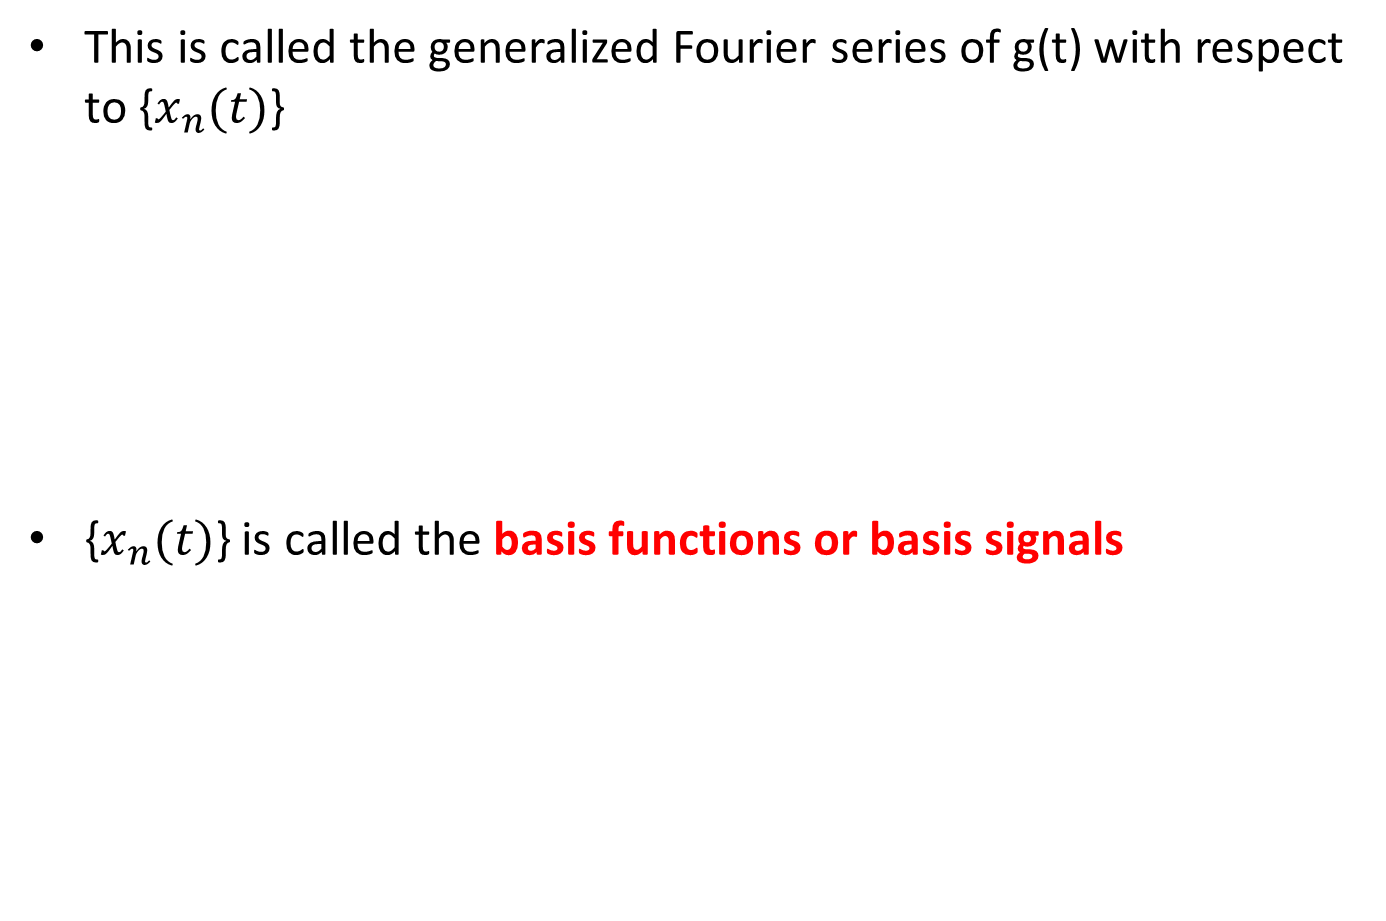 • This is called the generalized Fourier series of g(t) with respect
to {𝑥ₙ(𝑡)}
• {𝑥ₙ(𝑡)} is called the basis functions or basis signals